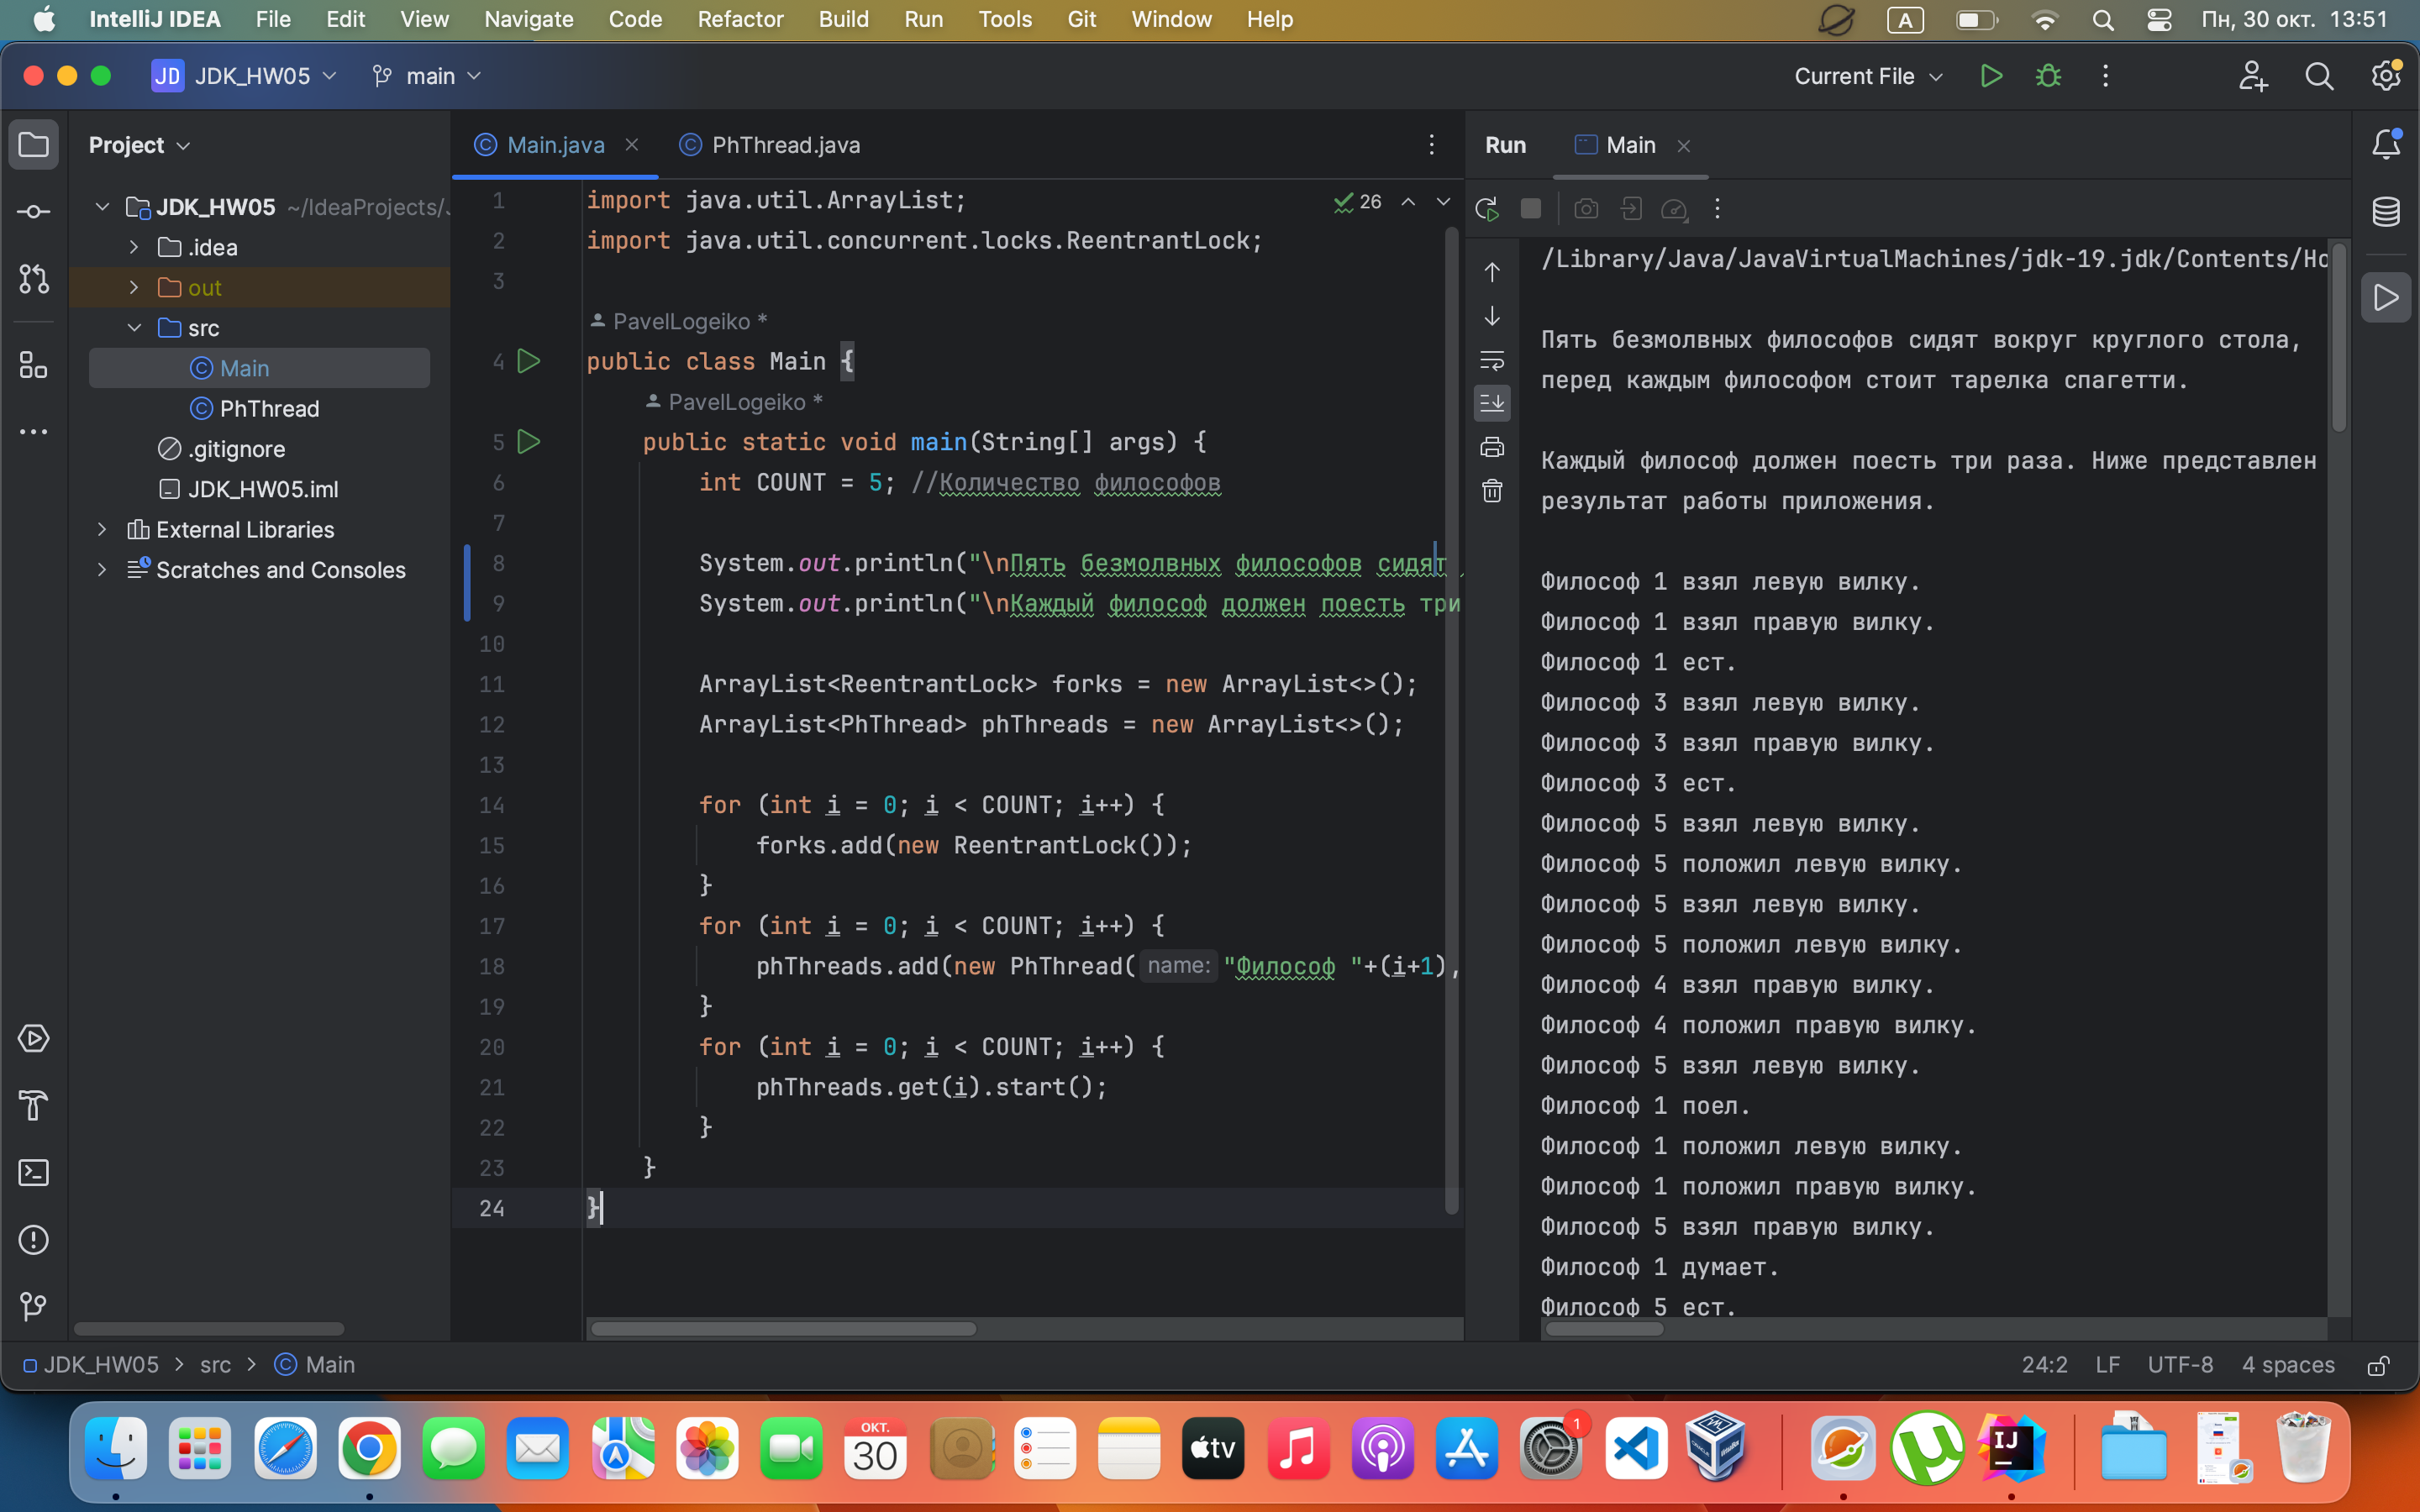 IntelliJ IDEA File Edit View Navigate Code Refactor Build Run Tools Git Window Help A Пн, 30 окт. 13:51
JD JDK_HW05 main Current File
Project
JDK_HW05 ~/IdeaProjects/
.idea
out
src
Main
PhThread
.gitignore
JDK_HW05.iml
External Libraries
Scratches and Consoles
Main.java PhThread.java
26
1 import java.util.ArrayList;
2 import java.util.concurrent.locks.ReentrantLock;
3
PavelLogeiko *
4 public class Main {
PavelLogeiko *
5 public static void main(String[] args) {
6 int COUNT = 5; //Количество философов
7
8 System.out.println("\nПять безмолвных философов сидят
9 System.out.println("\nКаждый философ должен поесть три
10
11 ArrayList<ReentrantLock> forks = new ArrayList<>();
12 ArrayList<PhThread> phThreads = new ArrayList<>();
13
14 for (int i = 0; i < COUNT; i++) {
15 forks.add(new ReentrantLock());
16 }
17 for (int i = 0; i < COUNT; i++) {
18 phThreads.add(new PhThread( name: "Философ "+(i+1),
19 }
20 for (int i = 0; i < COUNT; i++) {
21 phThreads.get(i).start();
22 }
23 }
24 }
Run Main
/Library/Java/JavaVirtualMachines/jdk-19.jdk/Contents/Ho
Пять безмолвных философов сидят вокруг круглого стола,
перед каждым философом стоит тарелка спагетти.
Каждый философ должен поесть три раза. Ниже представлен
результат работы приложения.
Философ 1 взял левую вилку.
Философ 1 взял правую вилку.
Философ 1 ест.
Философ 3 взял левую вилку.
Философ 3 взял правую вилку.
Философ 3 ест.
Философ 5 взял левую вилку.
Философ 5 положил левую вилку.
Философ 5 взял левую вилку.
Философ 5 положил левую вилку.
Философ 4 взял правую вилку.
Философ 4 положил правую вилку.
Философ 5 взял левую вилку.
Философ 1 поел.
Философ 1 положил левую вилку.
Философ 1 положил правую вилку.
Философ 5 взял правую вилку.
Философ 1 думает.
Философ 5 ест.
JDK_HW05 src Main 24:2 LF UTF-8 4 spaces
ОКТ.
30
tv
1
IJ